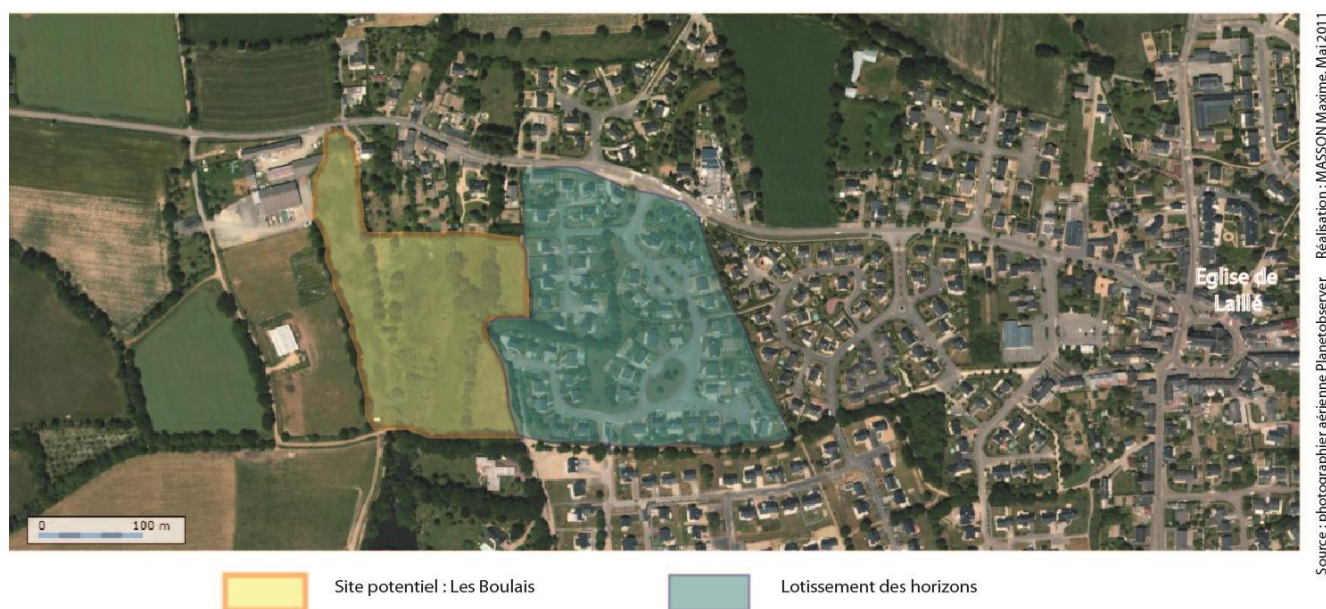 Eglise de
Laillé
0 100 m
Site potentiel : Les Boulais
Lotissement des horizons
Source : photographier aérienne Planetobserver Réalisation : MASSON Maxime. Mai 2011